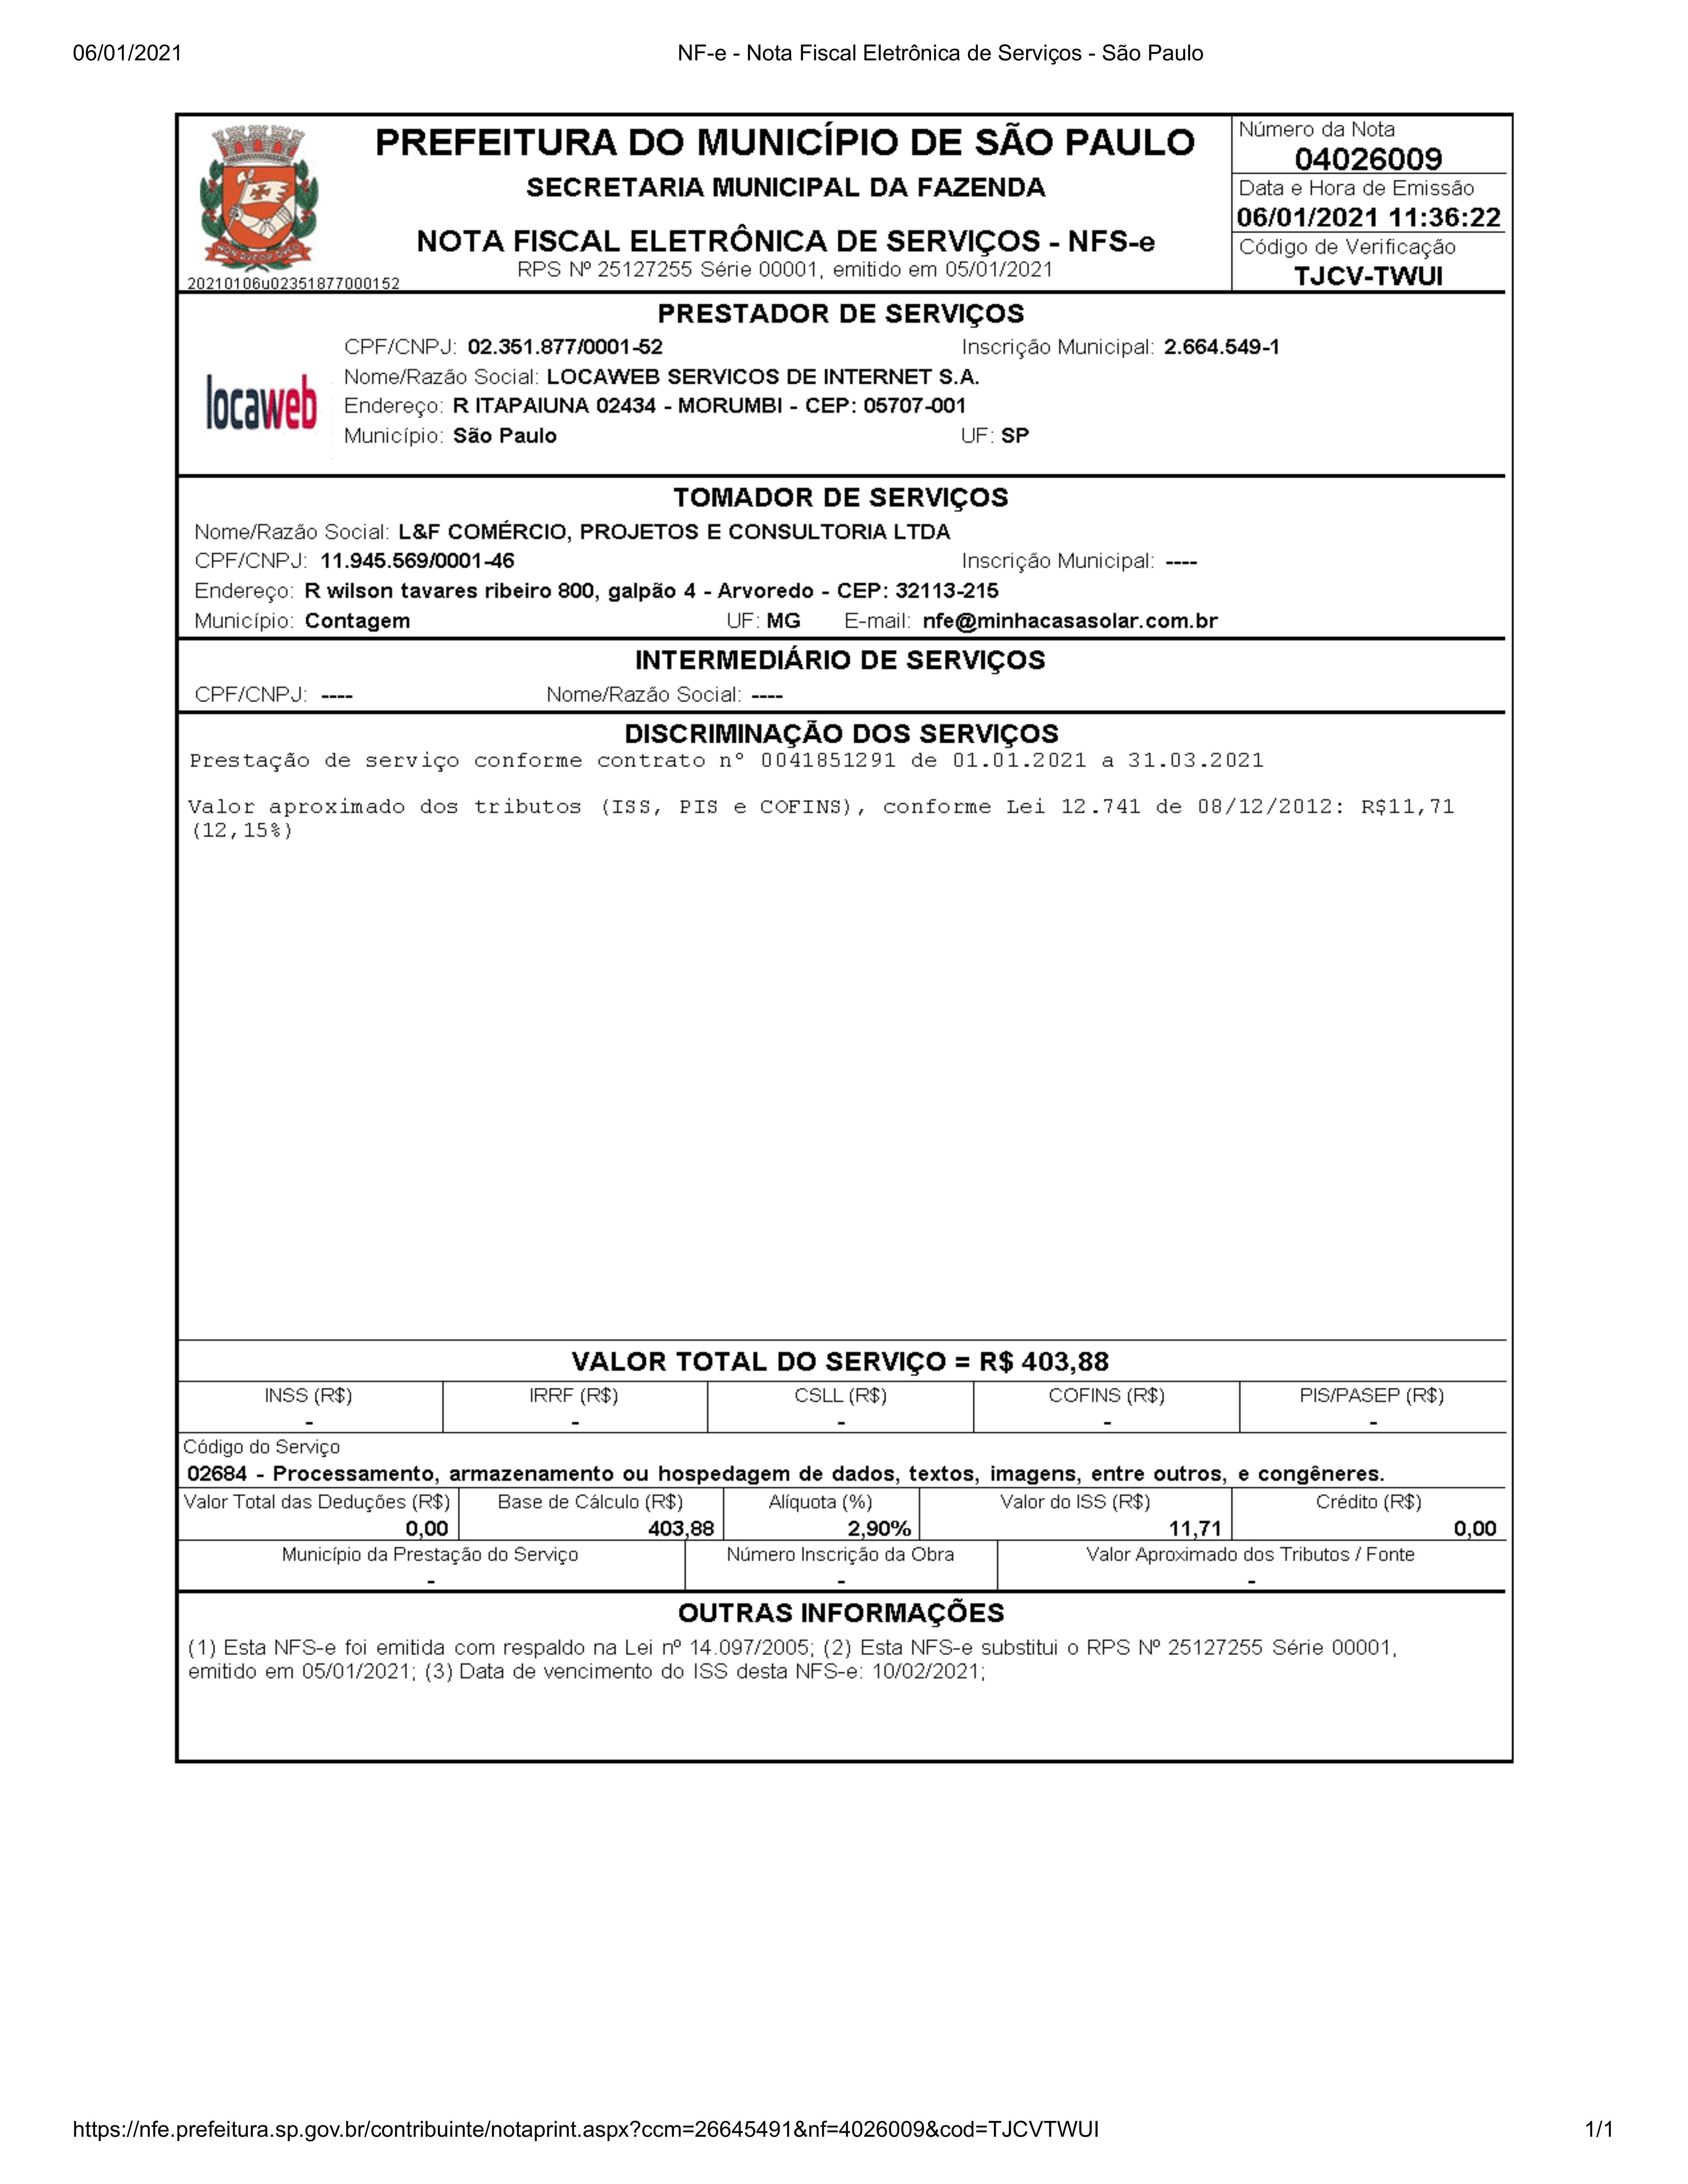 06/01/2021 NF-e - Nota Fiscal Eletrônica de Serviços - São Paulo
PREFEITURA DO MUNICÍPIO DE SÃO PAULO
SECRETARIA MUNICIPAL DA FAZENDA
NOTA FISCAL ELETRÔNICA DE SERVIÇOS - NFS-e
RPS Nº 25127255 Série 00001, emitido em 05/01/2021
20210106u02351877000152
Número da Nota
04026009
Data e Hora de Emissão
06/01/2021 11:36:22
Código de Verificação
TJCV-TWUI
PRESTADOR DE SERVIÇOS
locaweb
CPF/CNPJ: 02.351.877/0001-52 Inscrição Municipal: 2.664.549-1
Nome/Razão Social: LOCAWEB SERVICOS DE INTERNET S.A.
Endereço: R ITAPAIUNA 02434 - MORUMBI - CEP: 05707-001
Município: São Paulo UF: SP
TOMADOR DE SERVIÇOS
Nome/Razão Social: L&F COMÉRCIO, PROJETOS E CONSULTORIA LTDA
CPF/CNPJ: 11.945.569/0001-46 Inscrição Municipal: ----
Endereço: R wilson tavares ribeiro 800, galpão 4 - Arvoredo - CEP: 32113-215
Município: Contagem UF: MG E-mail: nfe@minhacasasolar.com.br
INTERMEDIÁRIO DE SERVIÇOS
CPF/CNPJ: ---- Nome/Razão Social: ----
DISCRIMINAÇÃO DOS SERVIÇOS
Prestação de serviço conforme contrato n° 0041851291 de 01.01.2021 a 31.03.2021
Valor aproximado dos tributos (ISS, PIS e COFINS), conforme Lei 12.741 de 08/12/2012: R$11,71
(12,15%)
VALOR TOTAL DO SERVIÇO = R$ 403,88
INSS (R$) IRRF (R$) CSLL (R$) COFINS (R$) PIS/PASEP (R$)
- - - - -
Código do Serviço
02684 - Processamento, armazenamento ou hospedagem de dados, textos, imagens, entre outros, e congêneres.
Valor Total das Deduções (R$) Base de Cálculo (R$) Alíquota (%) Valor do ISS (R$) Crédito (R$)
0,00 403,88 2,90% 11,71 0,00
Município da Prestação do Serviço Número Inscrição da Obra Valor Aproximado dos Tributos / Fonte
- - -
OUTRAS INFORMAÇÕES
(1) Esta NFS-e foi emitida com respaldo na Lei nº 14.097/2005; (2) Esta NFS-e substitui o RPS Nº 25127255 Série 00001,
emitido em 05/01/2021; (3) Data de vencimento do ISS desta NFS-e: 10/02/2021;
https://nfe.prefeitura.sp.gov.br/contribuinte/notaprint.aspx?ccm=26645491&nf=4026009&cod=TJCVTWUI 1/1